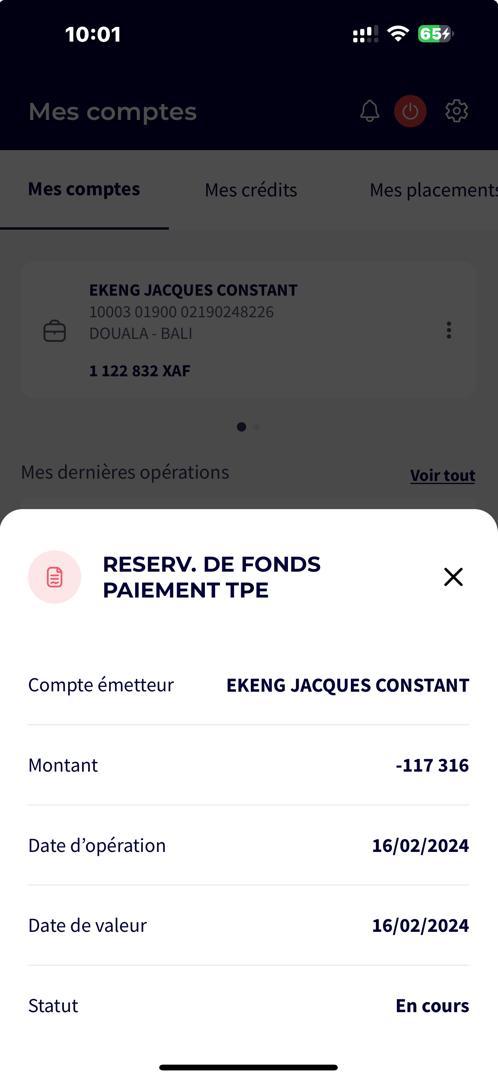 10:01
65
Mes comptes
Mes comptes Mes crédits Mes placements
EKENG JACQUES CONSTANT
10003 01900 02190248226
DOUALA - BALI
1 122 832 XAF
Mes dernières opérations Voir tout
RESERV. DE FONDS
PAIEMENT TPE
Compte émetteur EKENG JACQUES CONSTANT
Montant -117 316
Date d’opération 16/02/2024
Date de valeur 16/02/2024
Statut En cours